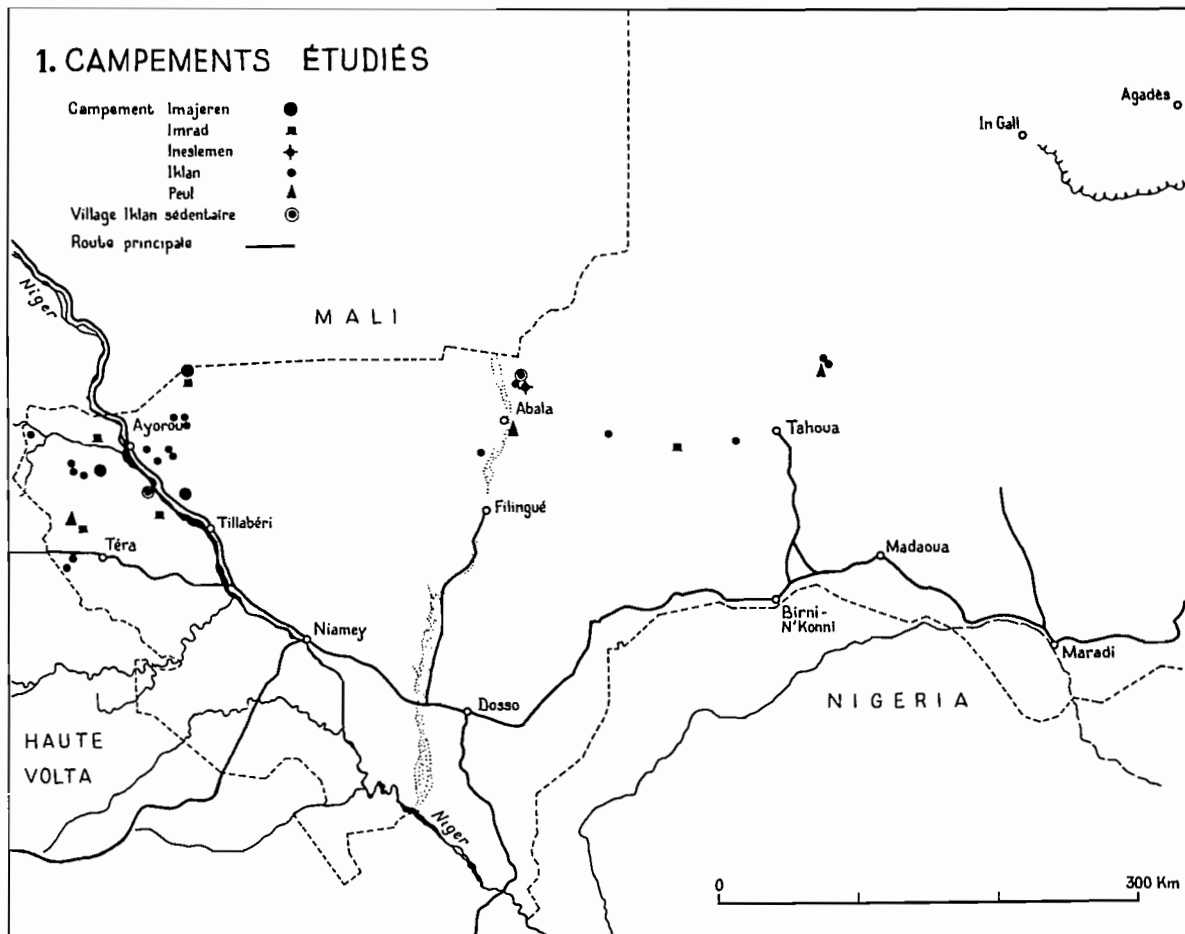 1. CAMPEMENTS ÉTUDIÉS
Campement Imajeren
Imrad
Ineslemen
Iklan
Peul
Village Iklan sédentaire
Route principale
Agadès
In Gall
Niger
MALI
Ayorou
Abala
Tahoua
Filingué
Tillabéri
Téra
Madaoua
Birni-
N'Konni
Niamey
Maradi
Dosso
NIGERIA
HAUTE
VOLTA
Niger
0 300 Km